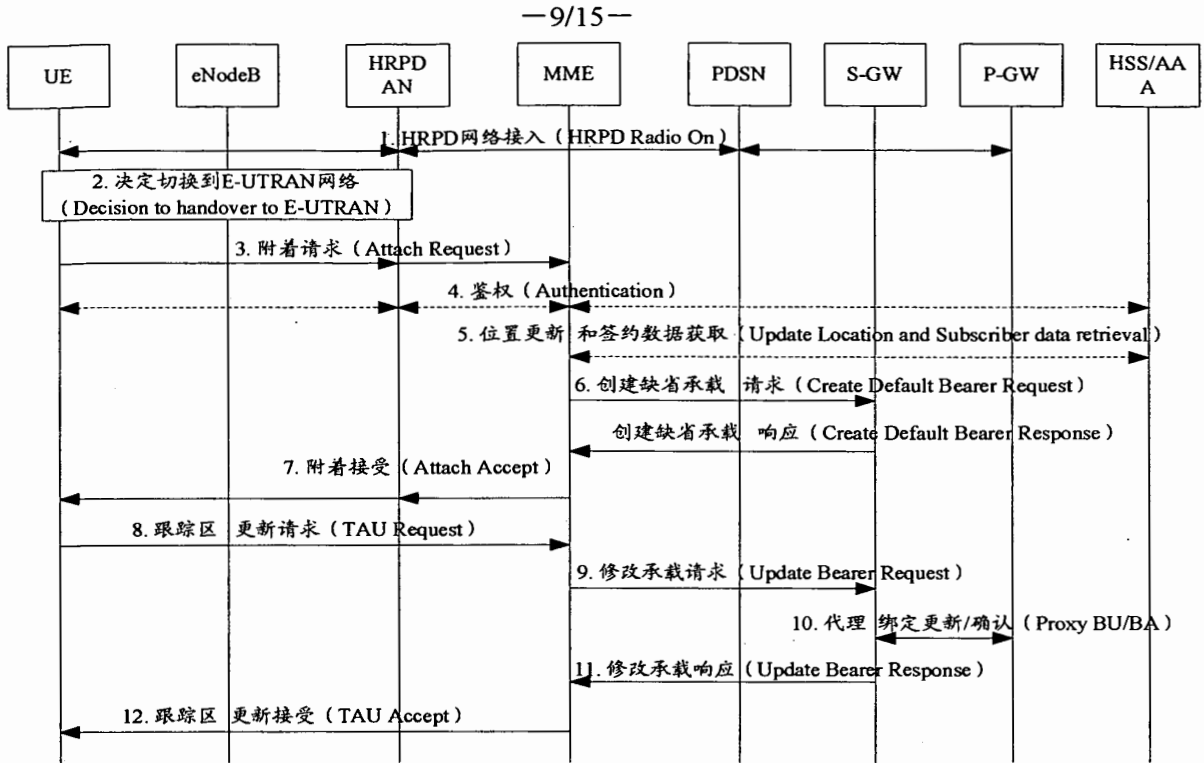 —9/15—
UE
eNodeB
HRPD
AN
MME
PDSN
S-GW
P-GW
HSS/AA
A
1. HRPD网络接入（HRPD Radio On）
2. 决定切换到E-UTRAN网络
（Decision to handover to E-UTRAN）
3. 附着请求（Attach Request）
4. 鉴权（Authentication）
5. 位置更新 和签约数据获取（Update Location and Subscriber data retrieval）
6. 创建缺省承载 请求（Create Default Bearer Request）
创建缺省承载 响应（Create Default Bearer Response）
7. 附着接受（Attach Accept）
8. 跟踪区 更新请求（TAU Request）
9. 修改承载请求（Update Bearer Request）
10. 代理 绑定更新/确认（Proxy BU/BA）
11. 修改承载响应（Update Bearer Response）
12. 跟踪区 更新接受（TAU Accept）